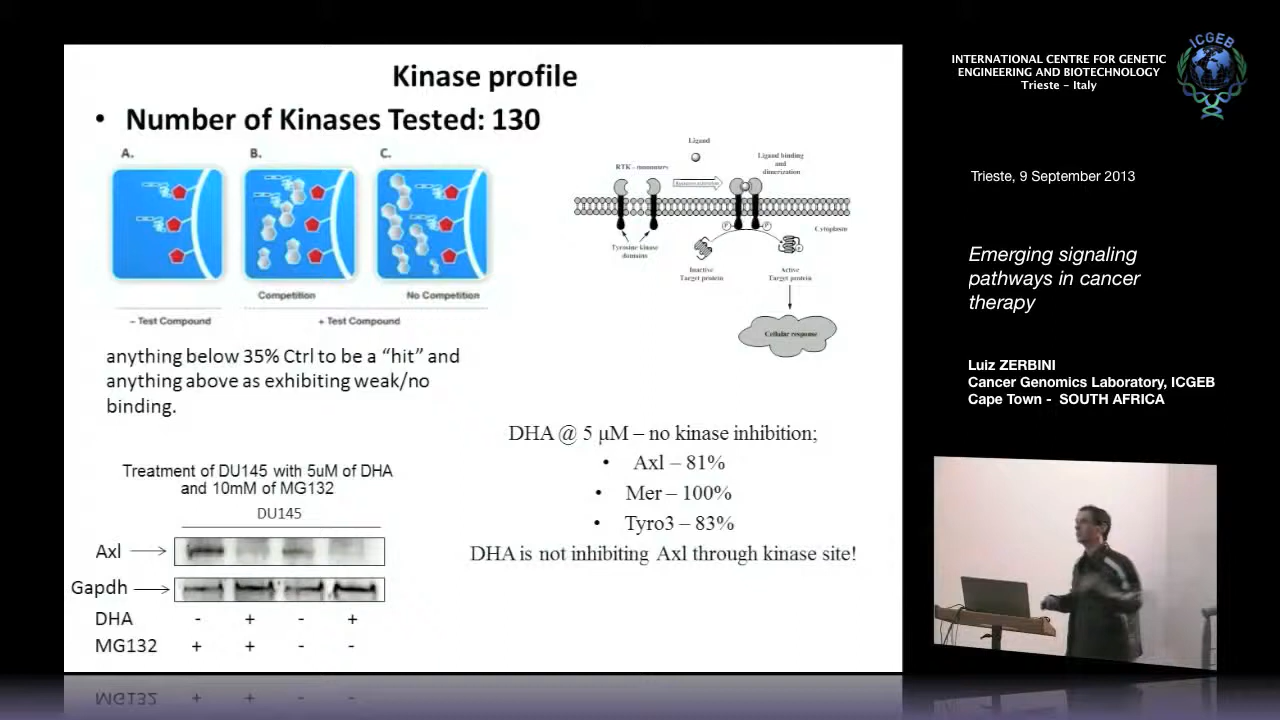 Kinase profile
• Number of Kinases Tested: 130
A.
B.
C.
Competition
No Competition
– Test Compound
+ Test Compound
Ligand
RTK - monomers
Ligand binding
and
dimerization
P
P
Cytoplasm
Tyrosine kinase
domains
Inactive
Target protein
Active
Target protein
Cellular response
anything below 35% Ctrl to be a “hit” and
anything above as exhibiting weak/no
binding.
DHA @ 5 μM – no kinase inhibition;
• Axl – 81%
• Mer – 100%
• Tyro3 – 83%
DHA is not inhibiting Axl through kinase site!
Treatment of DU145 with 5uM of DHA
and 10mM of MG132
DU145
Axl
Gapdh
DHA - + - +
MG132 + + - -
INTERNATIONAL CENTRE FOR GENETIC
ENGINEERING AND BIOTECHNOLOGY
Trieste - Italy
ICGEB
Trieste, 9 September 2013
Emerging signaling
pathways in cancer
therapy
Luiz ZERBINI
Cancer Genomics Laboratory, ICGEB
Cape Town - SOUTH AFRICA